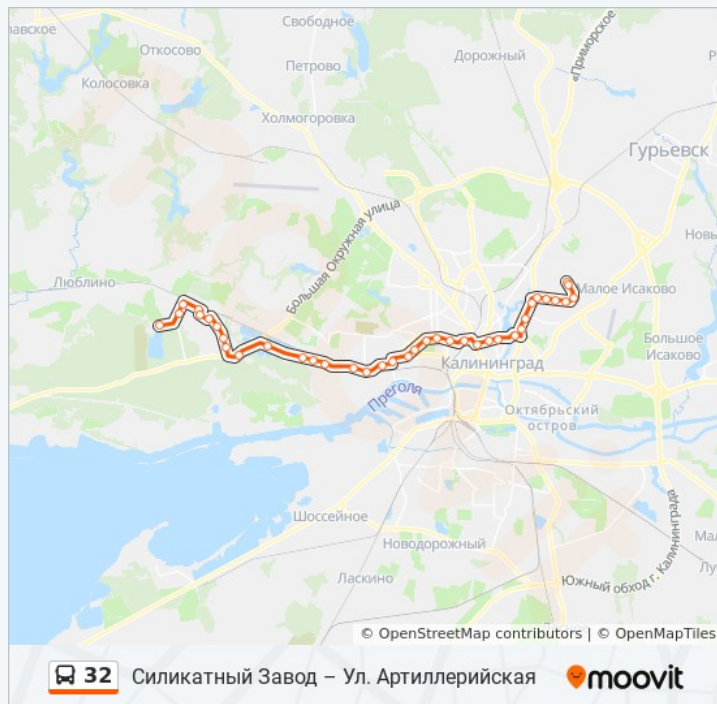 Свободное
лавское
Откосово
Дорожный
«Приморское
Петрово
Колосовка
Холмогоровка
Гурьевск
Большая Окружная улица
Новы
Люблино
Малое Исаково
Большое
Исаково
Калининград
Преголя
Октябрьский
остров
Шоссейное
Новодорожный
Ласкино
Южный обход г. Калининграда
Мал
Лу
© OpenStreetMap contributors | © OpenMapTiles
32 Силикатный Завод – Ул. Артиллерийская moovit